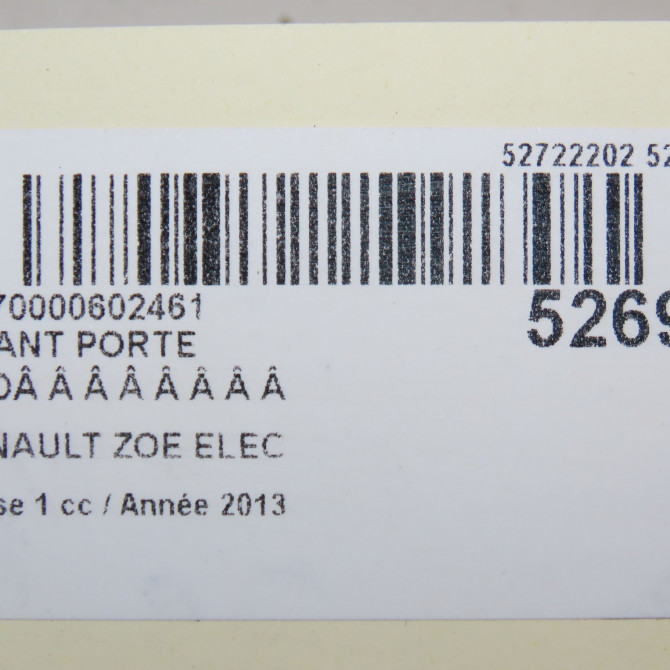 52722202 52
70000602461
5269
ANT PORTE
DÂ Â Â Â Â Â Â Â
NAULT ZOE ELEC
se 1 cc / Année 2013